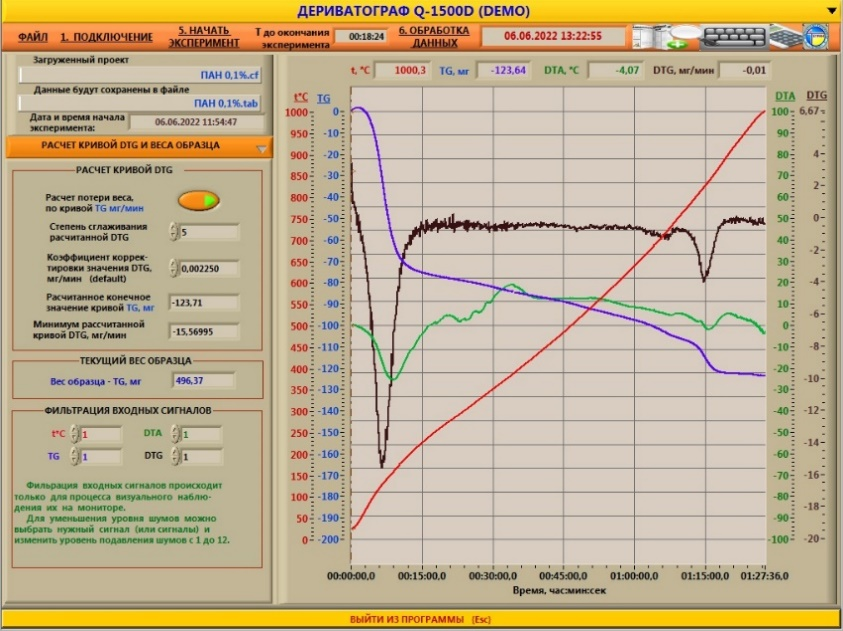 ДЕРИВАТОГРАФ Q-1500D (DEMO)
ФАЙЛ
1. ПОДКЛЮЧЕНИЕ
5. НАЧАТЬ
ЭКСПЕРИМЕНТ
Т до окончания
эксперимента
00:18:24
6. ОБРАБОТКА
ДАННЫХ
06.06.2022 13:22:55
Загруженный проект
ПАН 0,1%.cf
Данные будут сохранены в файле
ПАН 0,1%.tab
Дата и время начала
эксперимента:
06.06.2022 11:54:47
РАСЧЕТ КРИВОЙ DTG И ВЕСА ОБРАЗЦА
РАСЧЕТ КРИВОЙ DTG
Расчет потери веса,
по кривой TG мг/мин
Степень сглаживания
расчитанной DTG
5
Коэффициент коррек-
тировки значения DTG,
мг/мин (default)
0,002250
Расчитанное конечное
значение кривой TG, мг
-123,71
Минимум рассчитанной
кривой DTG, мг/мин
-15,56995
ТЕКУЩИЙ ВЕС ОБРАЗЦА
Вес образца - TG, мг
496,37
ФИЛЬТРАЦИЯ ВХОДНЫХ СИГНАЛОВ
t°C 1 DTA 1
TG 1 DTG 1
Фильрация входных сигналов происходит
только для процесса визуального наблю-
дения их на мониторе.
Для уменьшения уровня шумов можно
выбрать нужный сигнал (или сигналы) и
изменить уровень подавления шумов с 1 до 12.
t, °C 1000,3 TG, мг -123,64 DTA, °C -4,07 DTG, мг/мин -0,01
t°C TG
1000
950
900
850
800
750
700
650
600
550
500
450
400
350
300
250
200
150
100
50
0
0
-10
-20
-30
-40
-50
-60
-70
-80
-90
-100
-110
-120
-130
-140
-150
-160
-170
-180
-190
-200
DTA DTG
100
90
80
70
60
50
40
30
20
10
0
-10
-20
-30
-40
-50
-60
-70
-80
-90
-100
6,67
4
2
0
-2
-4
-6
-8
-10
-12
-14
-16
-18
-20
00:00:00,0 00:15:00,0 00:30:00,0 00:45:00,0 01:00:00,0 01:15:00,0 01:27:36,0
Время, час:мин:сек
ВЫЙТИ ИЗ ПРОГРАММЫ (Esc)